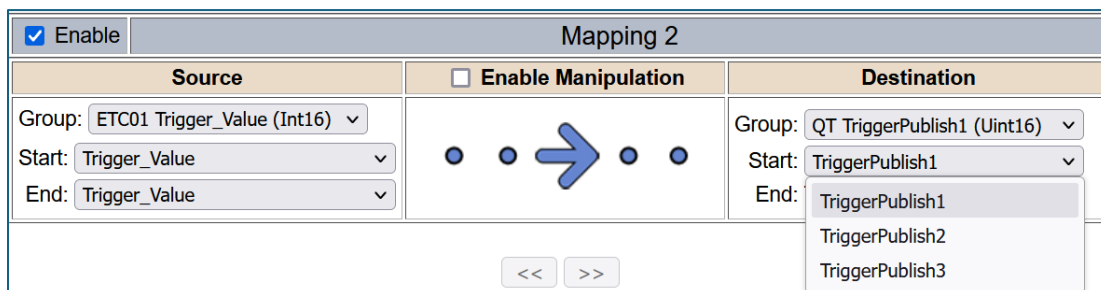 Enable
Mapping 2
Source
Enable Manipulation
Destination
Group: ETC01 Trigger_Value (Int16)
Start: Trigger_Value
End: Trigger_Value
Group: QT TriggerPublish1 (Uint16)
Start: TriggerPublish1
End:
TriggerPublish1
TriggerPublish2
TriggerPublish3
<< >>